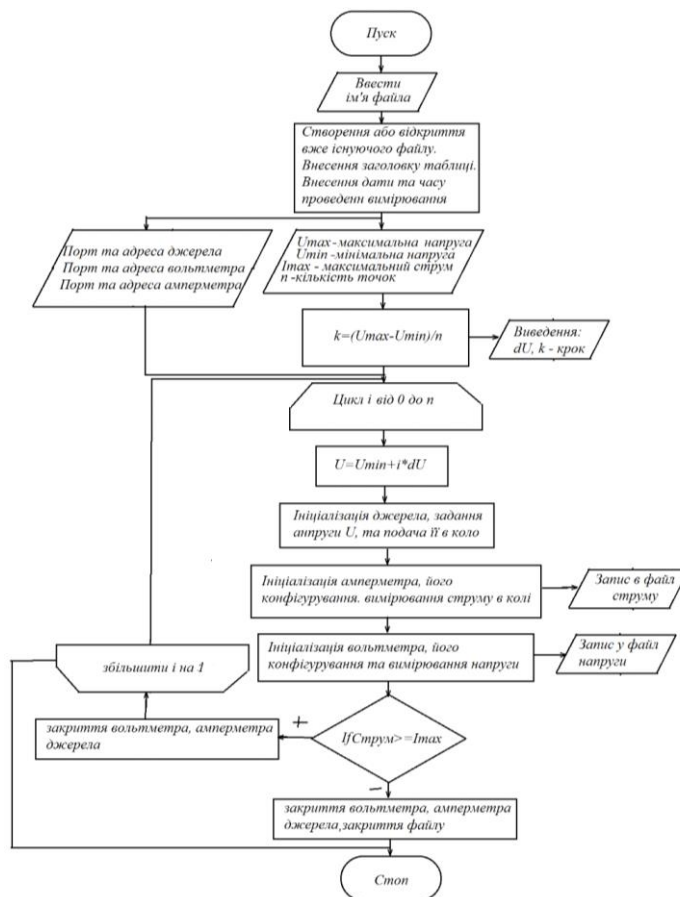 Пуск
Ввести
ім'я файла
Створення або відкриття
вже існуючого файлу.
Внесення заголовку таблиці.
Внесення дати та часу
проведенн вимірювання
Порт та адреса джерела
Порт та адреса вольтметра
Порт та адреса амперметра
Umax -максимальна напруга
Umin -мінімальна напруга
Imax - максимальний струм
n -кількість точок
k=(Umax-Umin)/n
Виведення:
dU, k - крок
Цикл і від 0 до n
U=Umin+i*dU
Ініціалізація джерела, задання
анпруги U, та подача її в коло
Ініціалізація амперметра, його
конфігурування. вимірювання струму в колі
Запис в файл
струму
Ініціалізація вольтметра, його
конфігурування та вимірювання напруги
Запис у файл
напруги
збільшити і на 1
закриття вольтметра, амперметра
джерела
+
IfСтрум>=Imax
−
закриття вольтметра, амперметра
джерела,закриття файлу
Стоп